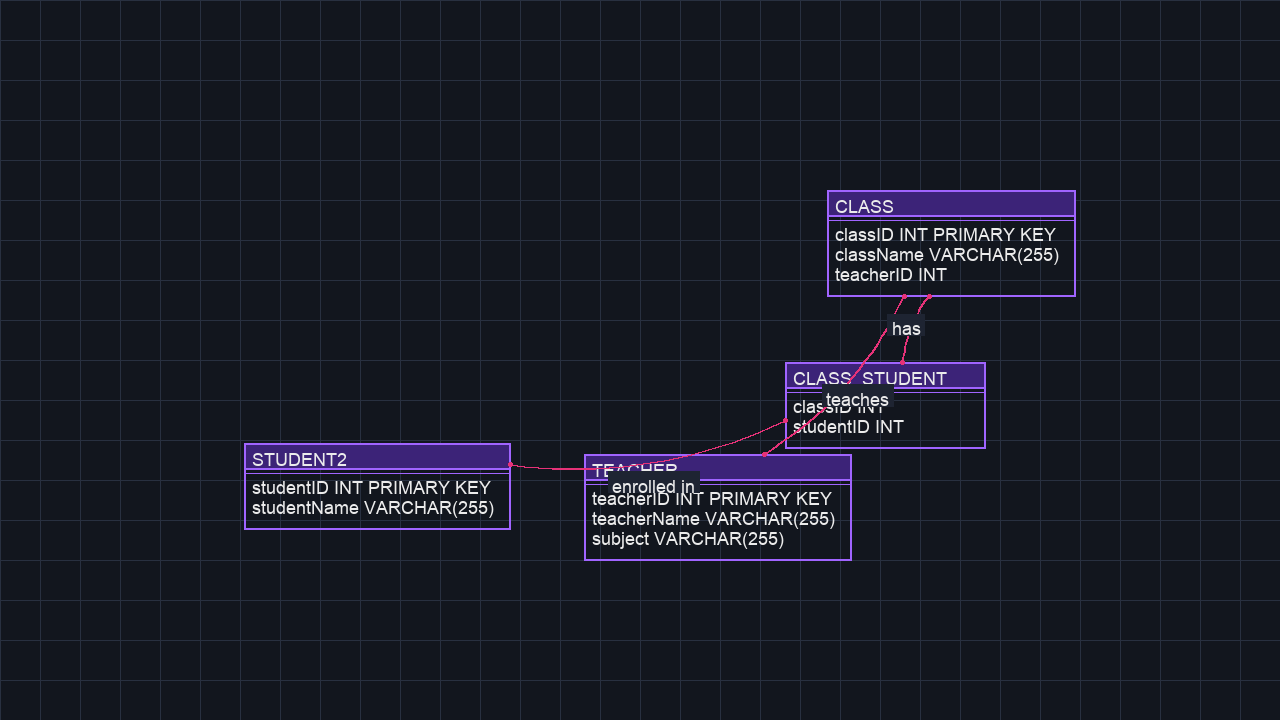 CLASS
classID INT PRIMARY KEY
className VARCHAR(255)
teacherID INT
has
CLASS_STUDENT
teaches
classID INT
studentID INT
STUDENT2
studentID INT PRIMARY KEY
studentName VARCHAR(255)
TEACHER
enrolled in
teacherID INT PRIMARY KEY
teacherName VARCHAR(255)
subject VARCHAR(255)